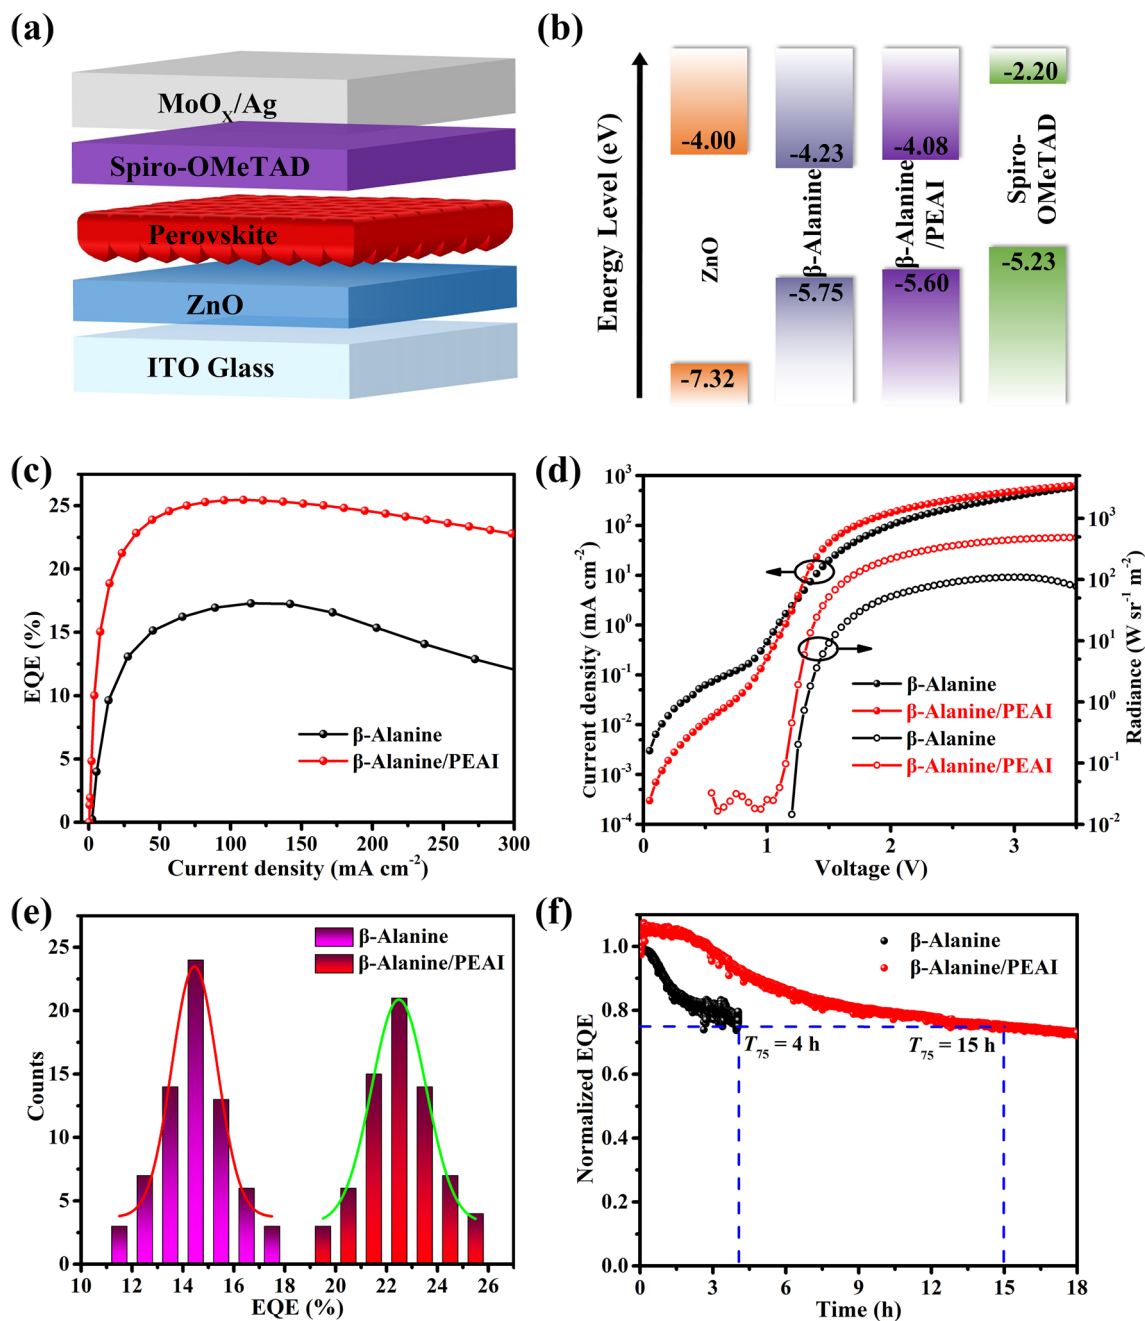 (a)
MoOX/Ag
Spiro-OMeTAD
Perovskite
ZnO
ITO Glass
(b)
Energy Level (eV)
-4.00
ZnO
-7.32
-4.23
β-Alanine
-5.75
-4.08
β-Alanine
/PEAI
-5.60
-2.20
Spiro-
OMeTAD
-5.23
(c)
EQE (%)
25
20
15
10
5
0
β-Alanine
β-Alanine/PEAI
0 50 100 150 200 250 300
Current density (mA cm-2)
(d)
Current density (mA cm-2)
103
102
101
100
10-1
10-2
10-3
10-4
β-Alanine
β-Alanine/PEAI
β-Alanine
β-Alanine/PEAI
103
102
101
100
10-1
10-2
Radiance (W sr-1 m-2)
0 1 2 3
Voltage (V)
(e)
Counts
25
20
15
10
5
0
β-Alanine
β-Alanine/PEAI
10 12 14 16 18 20 22 24 26
EQE (%)
(f)
Normalized EQE
1.0
0.8
0.6
0.4
0.2
0.0
β-Alanine
β-Alanine/PEAI
T75 = 4 h
T75 = 15 h
0 3 6 9 12 15 18
Time (h)